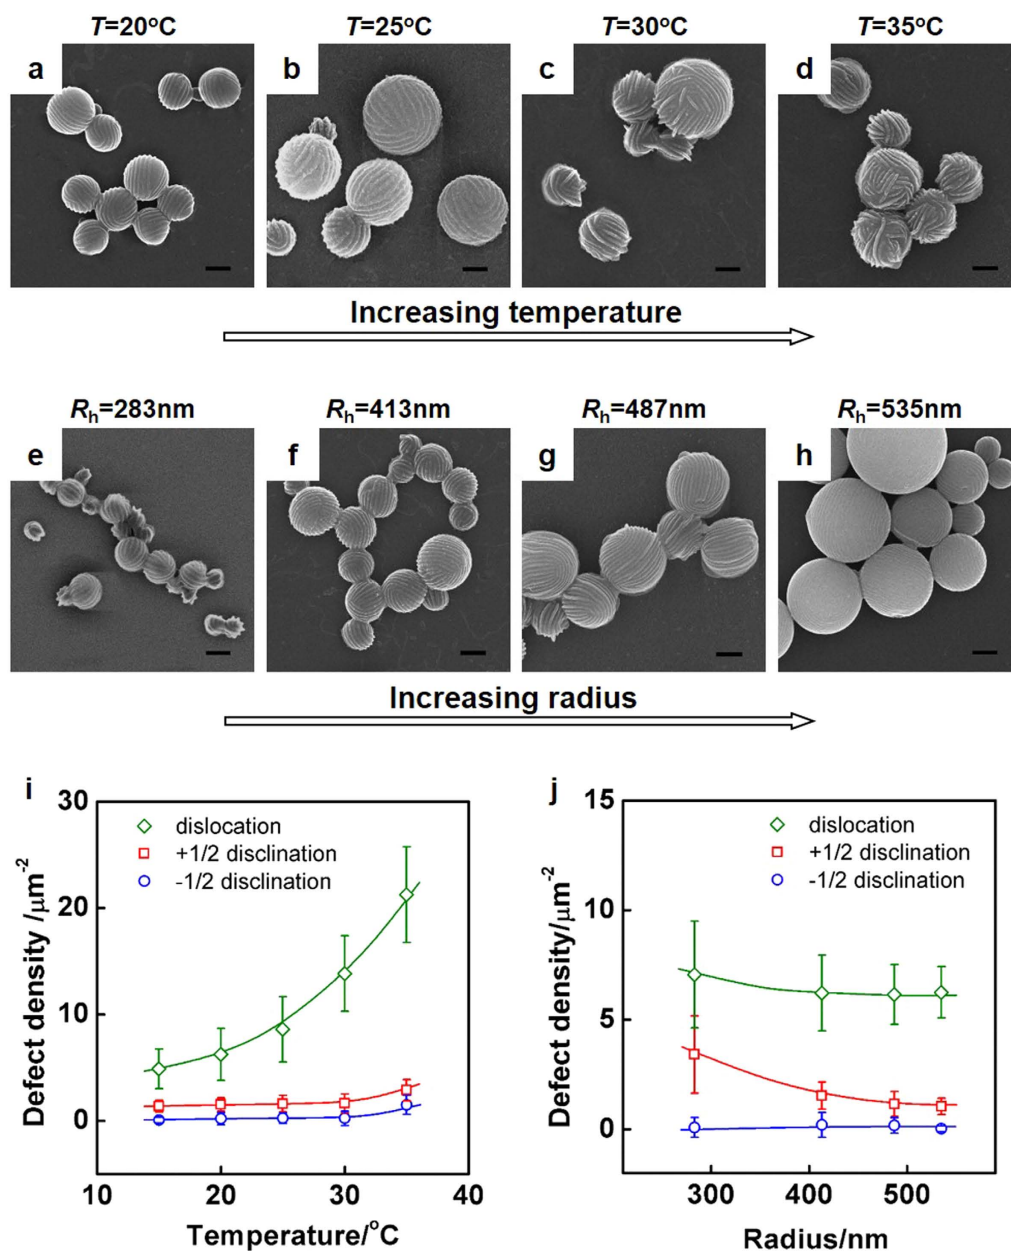 T=20°C T=25°C T=30°C T=35°C
a b c d
Increasing temperature
Rh=283nm Rh=413nm Rh=487nm Rh=535nm
e f g h
Increasing radius
i
30
20
10
0
10 20 30 40
Defect density /μm-2
Temperature/oC
dislocation
+1/2 disclination
-1/2 disclination
j
15
10
5
0
300 400 500
Defect density/μm-2
Radius/nm
dislocation
+1/2 disclination
-1/2 disclination